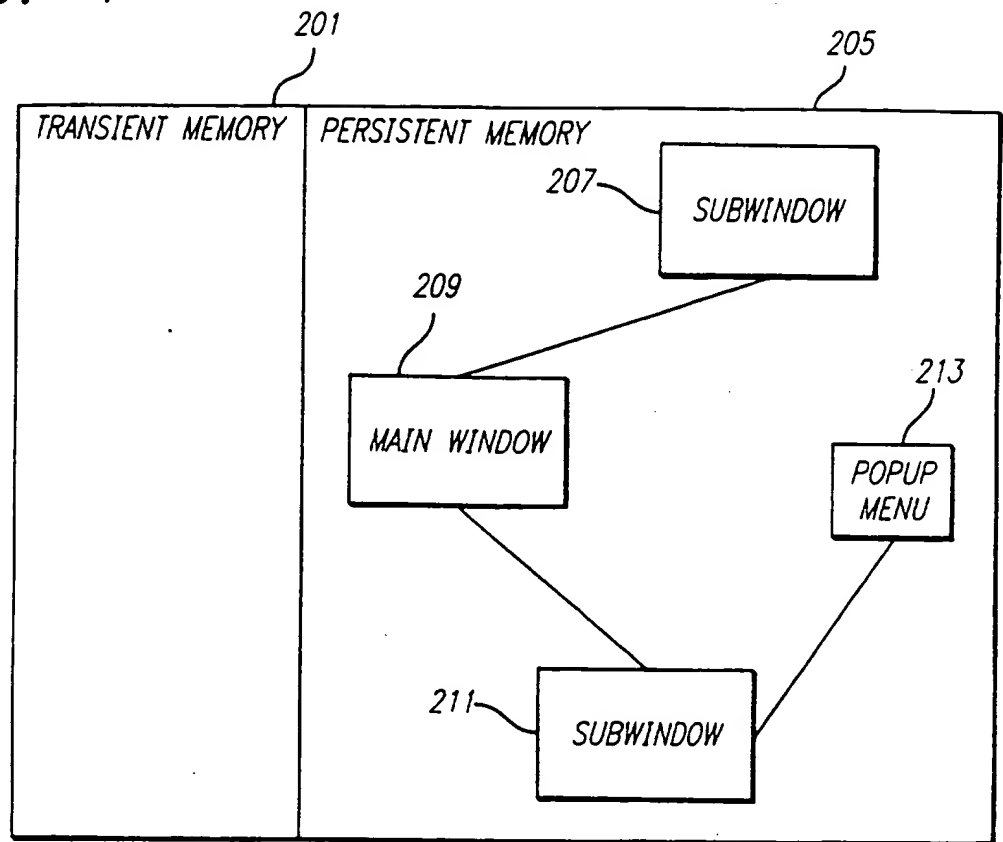 201
205
TRANSIENT MEMORY
PERSISTENT MEMORY
207
SUBWINDOW
209
MAIN WINDOW
213
POPUP
MENU
211
SUBWINDOW